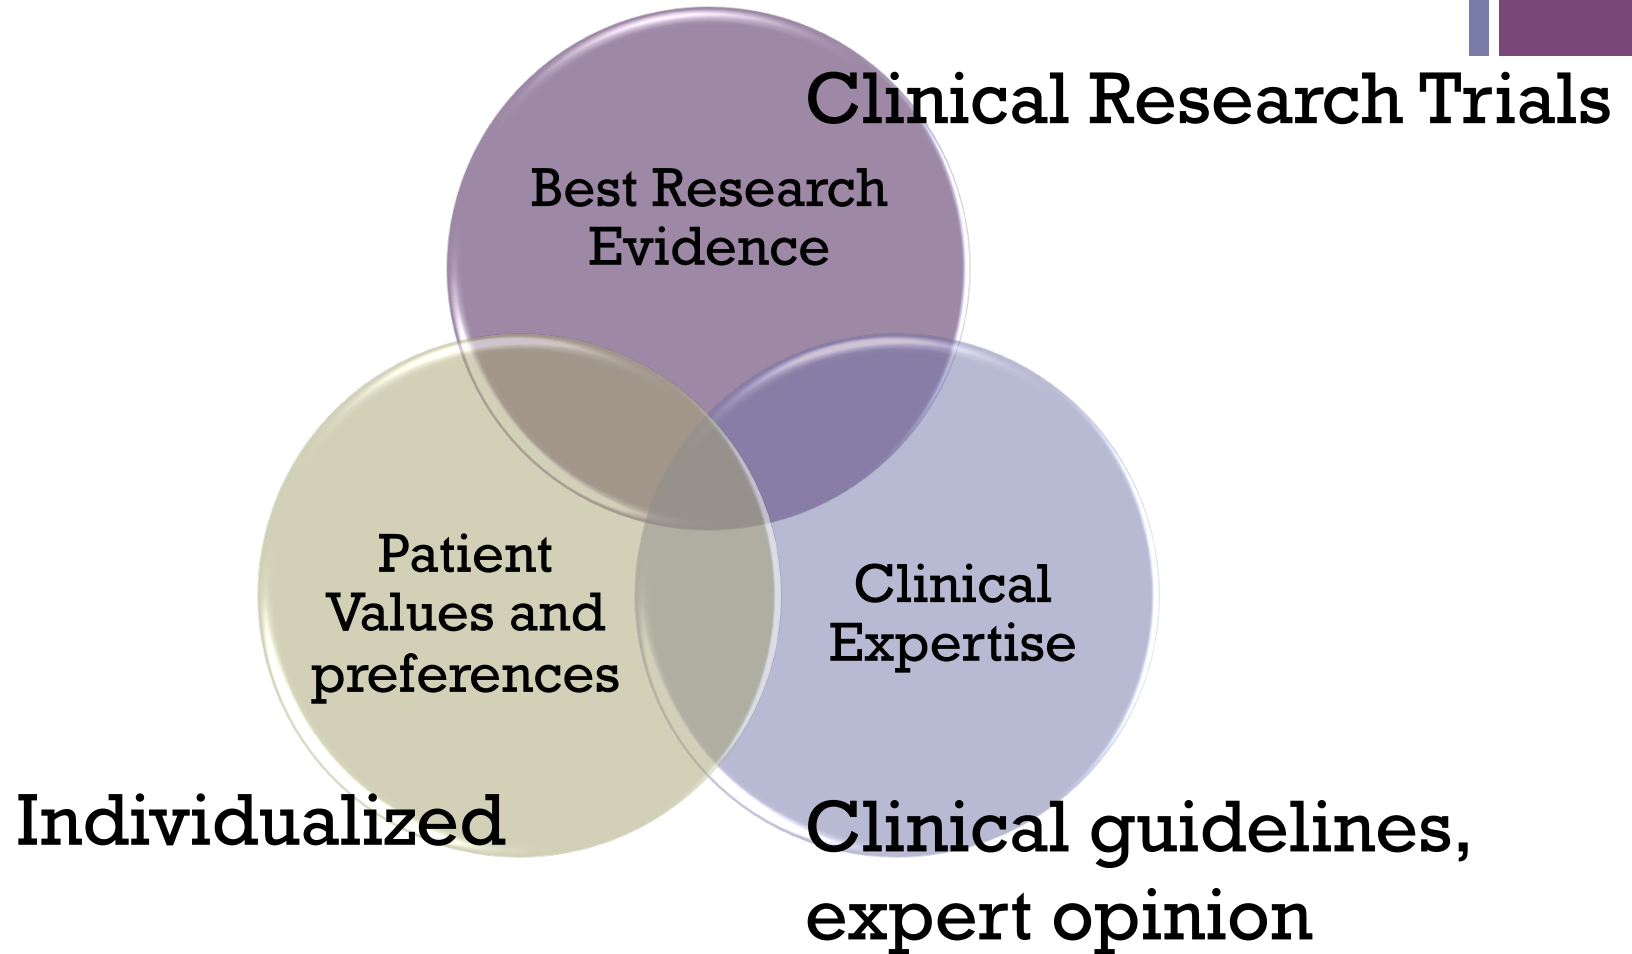 Clinical Research Trials
Best Research
Evidence
Patient
Values and
preferences
Clinical
Expertise
Individualized
Clinical guidelines,
expert opinion